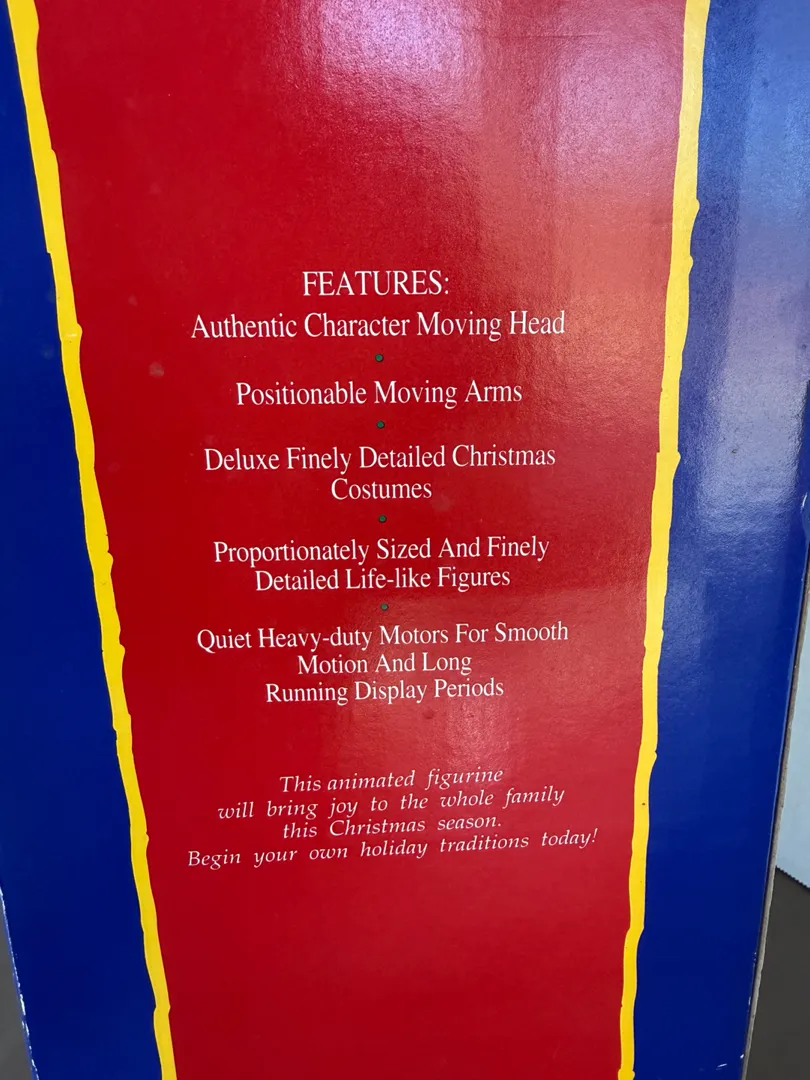 FEATURES:
Authentic Character Moving Head
Positionable Moving Arms
Deluxe Finely Detailed Christmas
Costumes
Proportionately Sized And Finely
Detailed Life-like Figures
Quiet Heavy-duty Motors For Smooth
Motion And Long
Running Display Periods
This animated figurine
will bring joy to the whole family
this Christmas season.
Begin your own holiday traditions today!